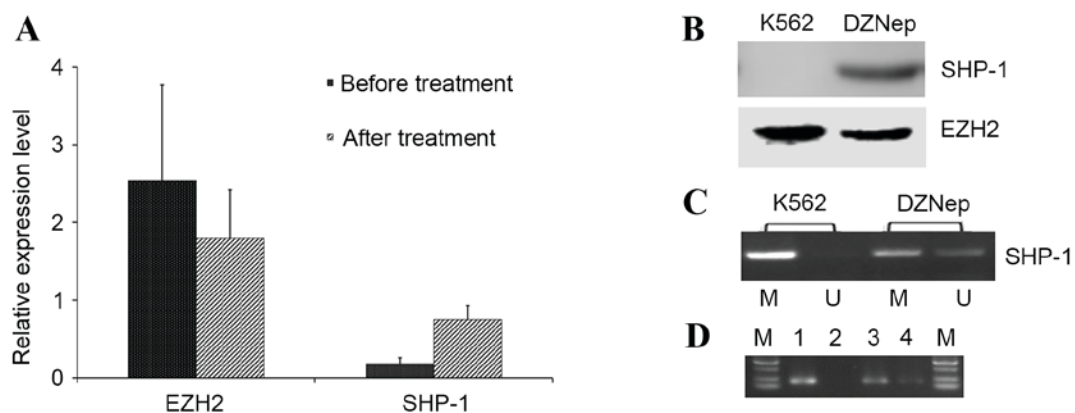 A
4
3
2
1
0
Relative expression level
Before treatment
After treatment
EZH2
SHP-1
B
K562 DZNep
SHP-1
EZH2
C
K562 DZNep
SHP-1
M U M U
D
M 1 2 3 4 M